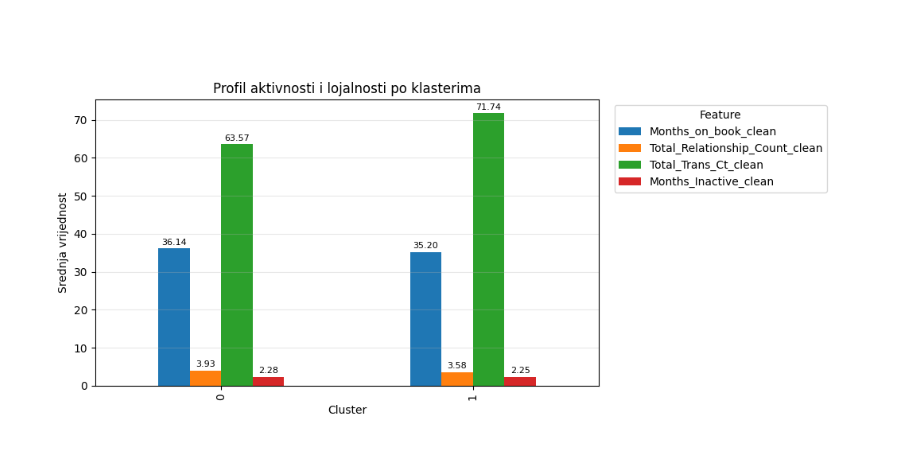 Profil aktivnosti i lojalnosti po klasterima
Srednja vrijednost
70
60
50
40
30
20
10
0
36.14
3.93
63.57
2.28
35.20
3.58
71.74
2.25
0
1
Cluster
Feature
Months_on_book_clean
Total_Relationship_Count_clean
Total_Trans_Ct_clean
Months_Inactive_clean